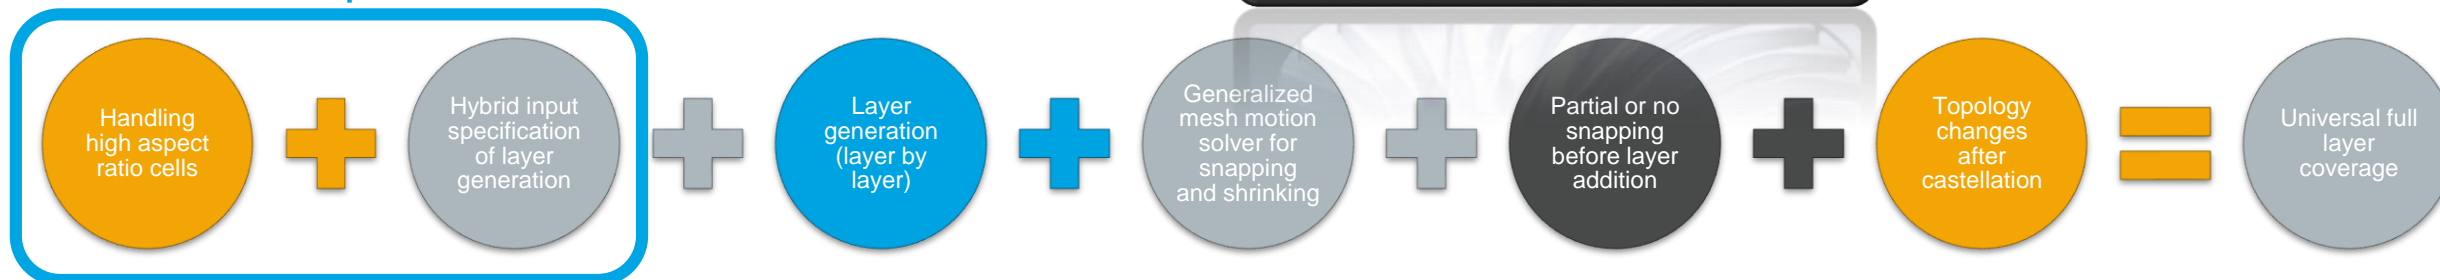 Handling
high aspect
ratio cells
Hybrid input
specification
of layer
generation
Layer
generation
(layer by
layer)
Generalized
mesh motion
solver for
snapping
and shrinking
Partial or no
snapping
before layer
addition
Topology
changes
after
castellation
Universal full
layer
coverage